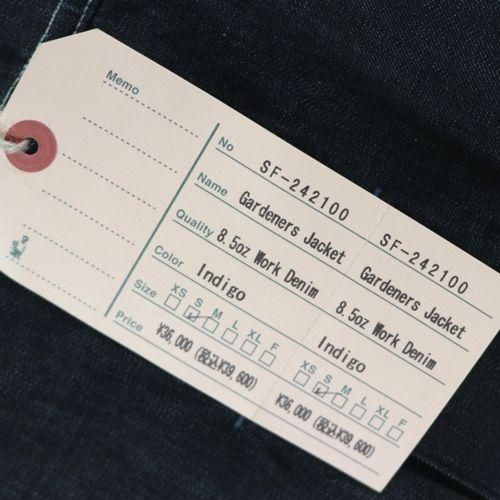 Memo
No SF-242100 SF-242100
Name Gardeners Jacket Gardeners Jacket
Quality 8.5oz Work Denim 8.5oz Work Denim
Color Indigo Indigo
Size XS S M L XL F XS S M L XL F
Price ¥36,000 (税込¥39,600) ¥36,000 (税込¥39,600)